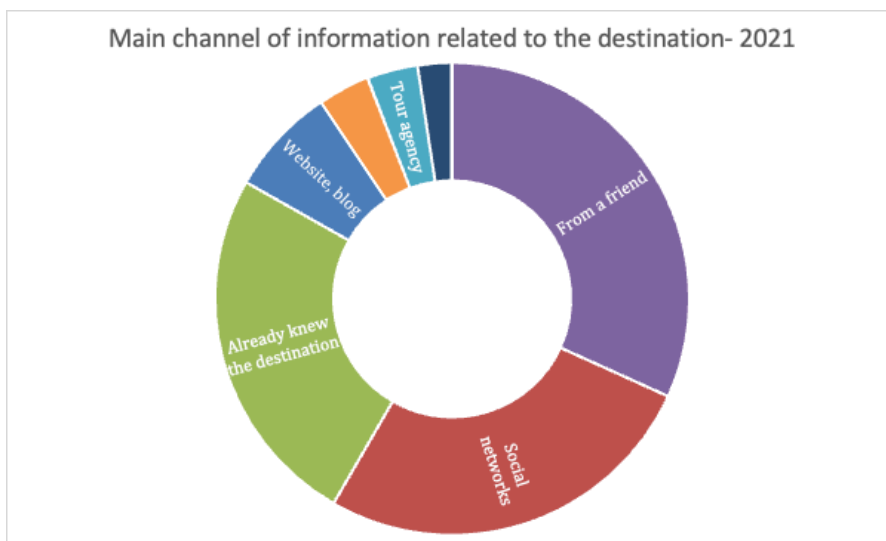 Main channel of information related to the destination- 2021
Tour agency
Website, blog
From a friend
Already knew
the destination
Social
networks